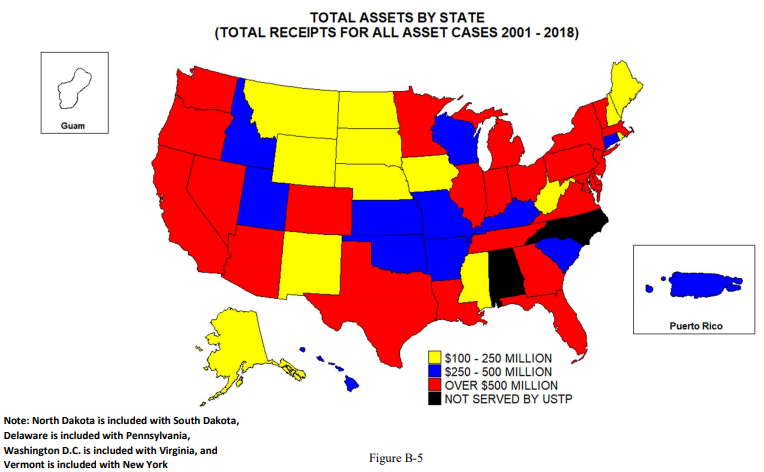 TOTAL ASSETS BY STATE
(TOTAL RECEIPTS FOR ALL ASSET CASES 2001 - 2018)
Guam
Puerto Rico
$100 - 250 MILLION
$250 - 500 MILLION
OVER $500 MILLION
NOT SERVED BY USTP
Note: North Dakota is included with South Dakota,
Delaware is included with Pennsylvania,
Washington D.C. is included with Virginia, and
Vermont is included with New York
Figure B-5